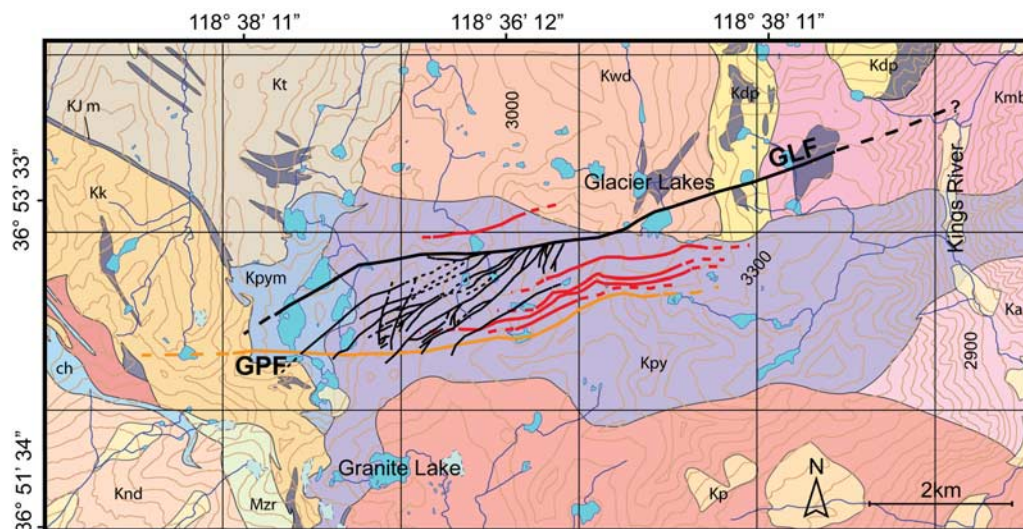 118° 38' 11” 118° 36' 12” 118° 38' 11”
36° 53' 33”
36° 51' 34”
Kt
Kwd
Kdp
Kdp
Kmb
KJ m
3000
?
GLF
Glacier Lakes
Kings River
Kk
Kpym
3300
GPF
Kpy
Ka
2900
ch
Granite Lake
N
Knd
Mzr
Kp
2km